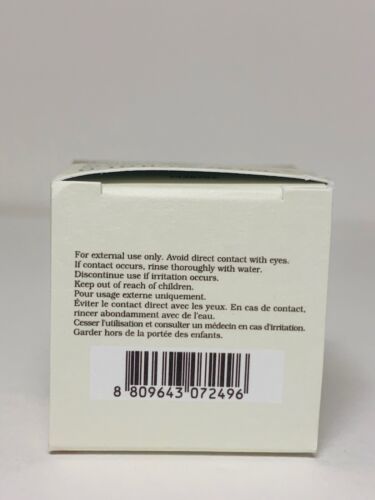 For external use only. Avoid direct contact with eyes.
If contact occurs, rinse thoroughly with water.
Discontinue use if irritation occurs.
Keep out of reach of children.
Pour usage externe uniquement.
Éviter le contact direct avec les yeux. En cas de contact,
rincer abondamment avec de l'eau.
Cesser l'utilisation et consulter un médecin en cas d'irritation.
Garder hors de la portée des enfants.
8 809643 072496